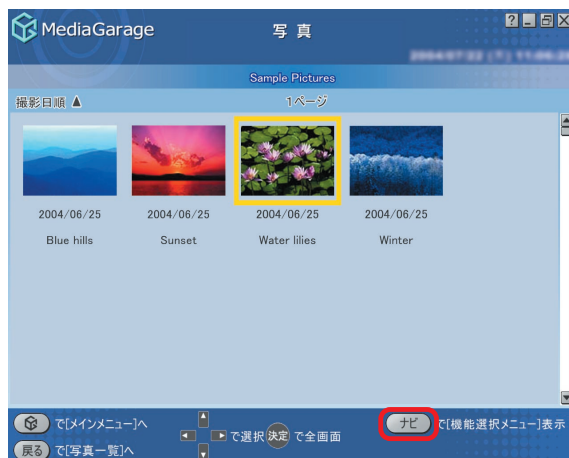 MediaGarage
写真
2004/07/22
Sample Pictures
撮影日順 ▲
1ページ
2004/06/25 2004/06/25 2004/06/25 2004/06/25
Blue hills Sunset Water lilies Winter
で[メインメニュー]へ
で選択 決定 で全画面
ナビ で[機能選択メニュー]表示
戻る で[写真一覧]へ